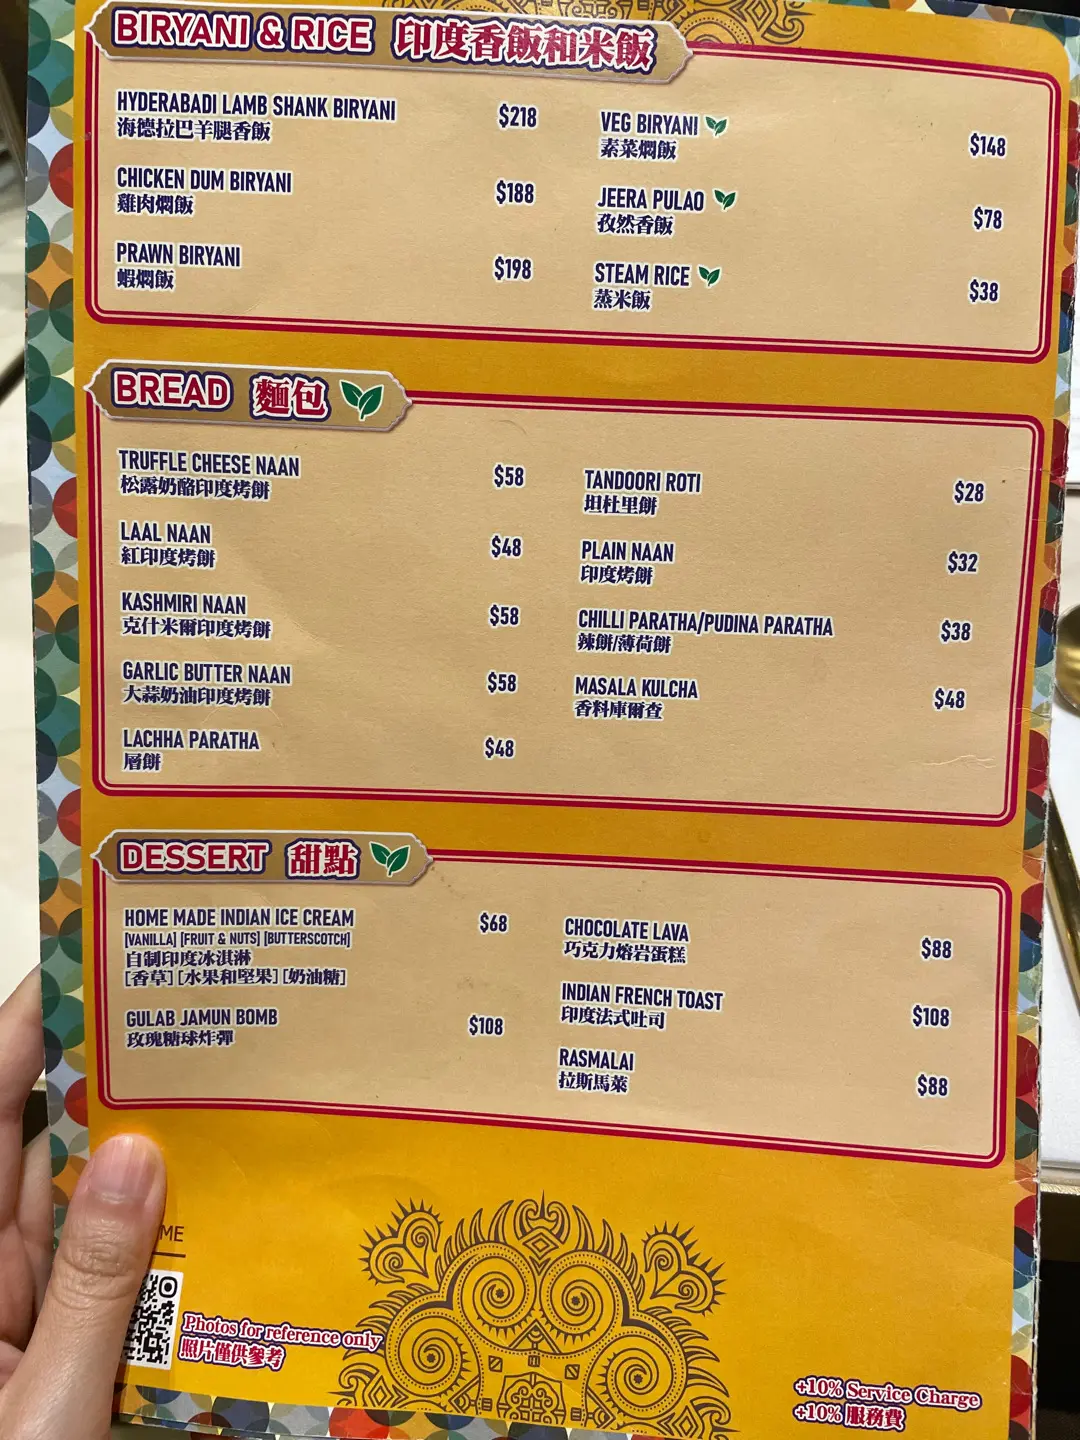 BIRYANI & RICE 印度香飯和米飯
HYDERABADI LAMB SHANK BIRYANI $218
海德拉巴羊腿香飯
CHICKEN DUM BIRYANI $188
雞肉燜飯
PRAWN BIRYANI $198
蝦燜飯
VEG BIRYANI $148
素菜燜飯
JEERA PULAO $78
孜然香飯
STEAM RICE $38
蒸米飯
BREAD 麵包
TRUFFLE CHEESE NAAN $58
松露奶酪印度烤餅
LAAL NAAN $48
紅印度烤餅
KASHMIRI NAAN $58
克什米爾印度烤餅
GARLIC BUTTER NAAN $58
大蒜奶油印度烤餅
LACHHA PARATHA $48
層餅
TANDOORI ROTI $28
坦杜里餅
PLAIN NAAN $32
印度烤餅
CHILLI PARATHA/PUDINA PARATHA $38
辣餅/薄荷餅
MASALA KULCHA $48
香料庫爾查
DESSERT 甜點
HOME MADE INDIAN ICE CREAM $68
[VANILLA] [FRUIT & NUTS] [BUTTERSCOTCH]
自制印度冰淇淋
[香草] [水果和堅果] [奶油糖]
GULAB JAMUN BOMB $108
玫瑰糖球炸彈
CHOCOLATE LAVA $88
巧克力熔岩蛋糕
INDIAN FRENCH TOAST $108
印度法式吐司
RASMALAI $88
拉斯馬萊
ME
Photos for reference only
照片僅供參考
+10% Service Charge
+10% 服務費